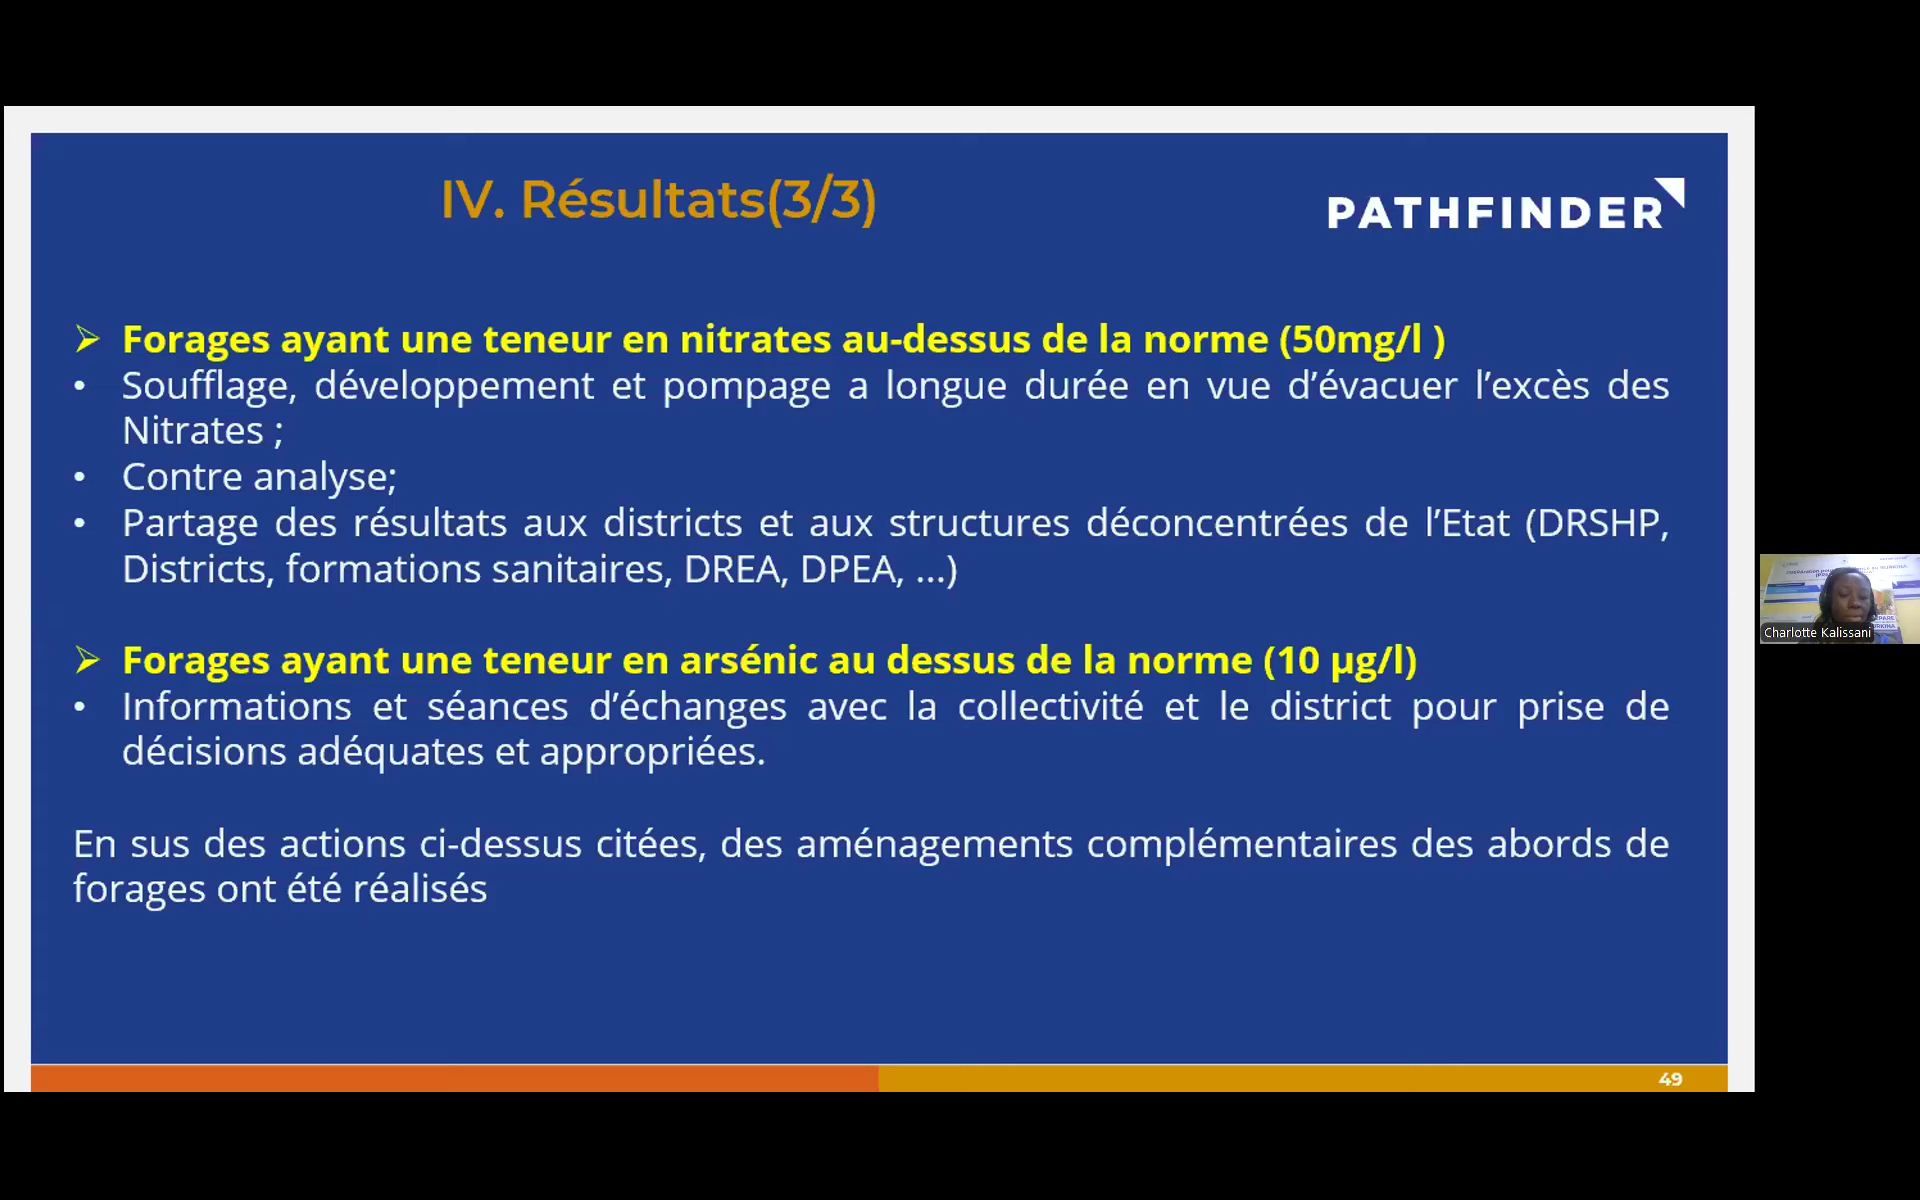 IV. Résultats(3/3)
PATHFINDER
Forages ayant une teneur en nitrates au-dessus de la norme (50mg/l )
• Soufflage, développement et pompage a longue durée en vue d’évacuer l’excès des
Nitrates ;
• Contre analyse;
• Partage des résultats aux districts et aux structures déconcentrées de l’Etat (DRSHP,
Districts, formations sanitaires, DREA, DPEA, …)
Forages ayant une teneur en arsénic au dessus de la norme (10 µg/l)
• Informations et séances d’échanges avec la collectivité et le district pour prise de
décisions adéquates et appropriées.
En sus des actions ci-dessus citées, des aménagements complémentaires des abords de
forages ont été réalisés
49
Charlotte Kalissani